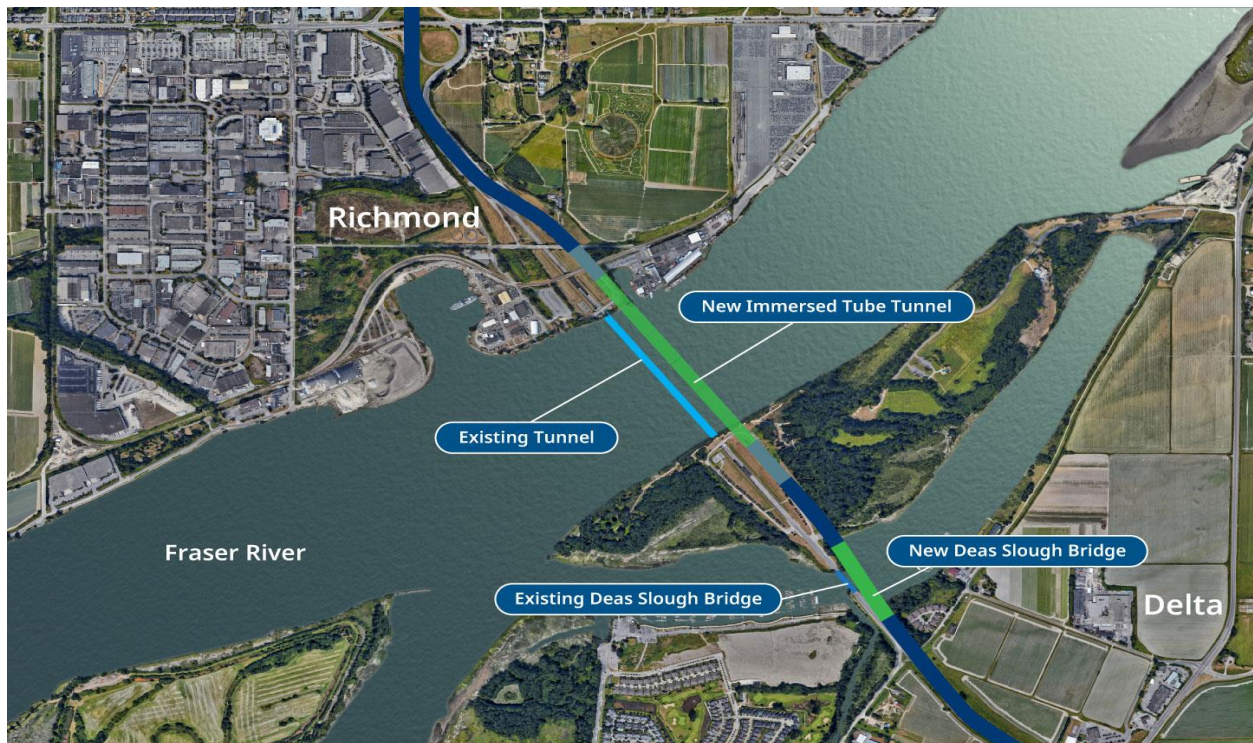 Richmond
New Immersed Tube Tunnel
Existing Tunnel
Fraser River
New Deas Slough Bridge
Existing Deas Slough Bridge
Delta